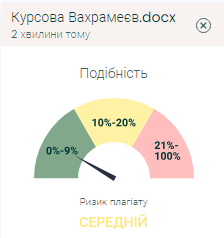 Курсова Вахрамеєв.docx
2 хвилини тому
Подібність
10%-20%
0%-9%
21%-
100%
Ризик плагіату
СЕРЕДНІЙ